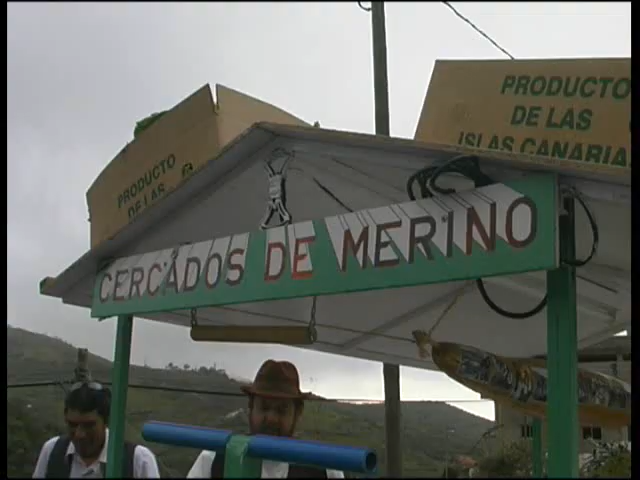 PRODUCTO
DE LAS
ISLAS CANARIA
PRODUCTO
DE LAS
CERCADOS DE MERINO